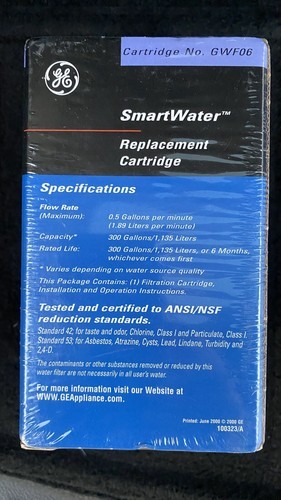 GE
Cartridge No. GWF06
SmartWater™
Replacement
Cartridge
Specifications
Flow Rate
(Maximum): 0.5 Gallons per minute
(1.89 Liters per minute)
Capacity* 300 Gallons/1,135 Liters
Rated Life: 300 Gallons/1,135 Liters, or 6 Months,
whichever comes first
* Varies depending on water source quality
This Package Contains: (1) Filtration Cartridge,
Installation and Operation Instructions.
Tested and certified to ANSI/NSF
reduction standards.
Standard 42; for taste and odor, Chlorine, Class I and Particulate, Class I.
Standard 53; for Asbestos, Atrazine, Cysts, Lead, Lindane, Turbidity and
2,4-D.
The contaminants or other substances removed or reduced by this
water filter are not necessarily in all user's water.
For more information visit our Website at
WWW.GEAppliance.com.
Printed: June 2000 © 2000 GE
100323/A